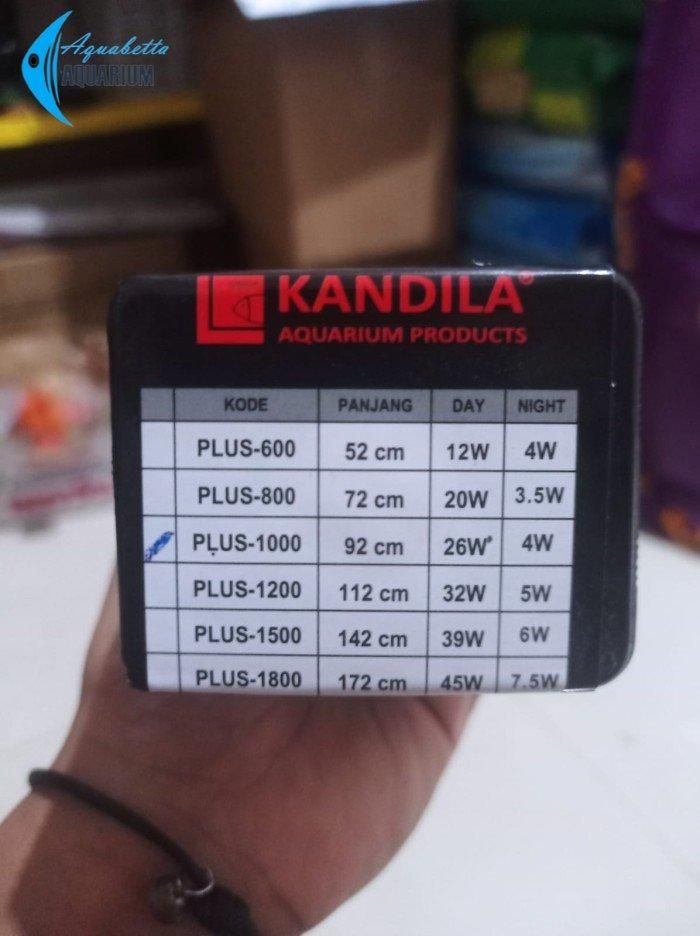 Aquabetta
AQUARIUM
KANDILA®
AQUARIUM PRODUCTS
KODE PANJANG DAY NIGHT
PLUS-600 52 cm 12W 4W
PLUS-800 72 cm 20W 3.5W
PLUS-1000 92 cm 26W 4W
PLUS-1200 112 cm 32W 5W
PLUS-1500 142 cm 39W 6W
PLUS-1800 172 cm 45W 7.5W